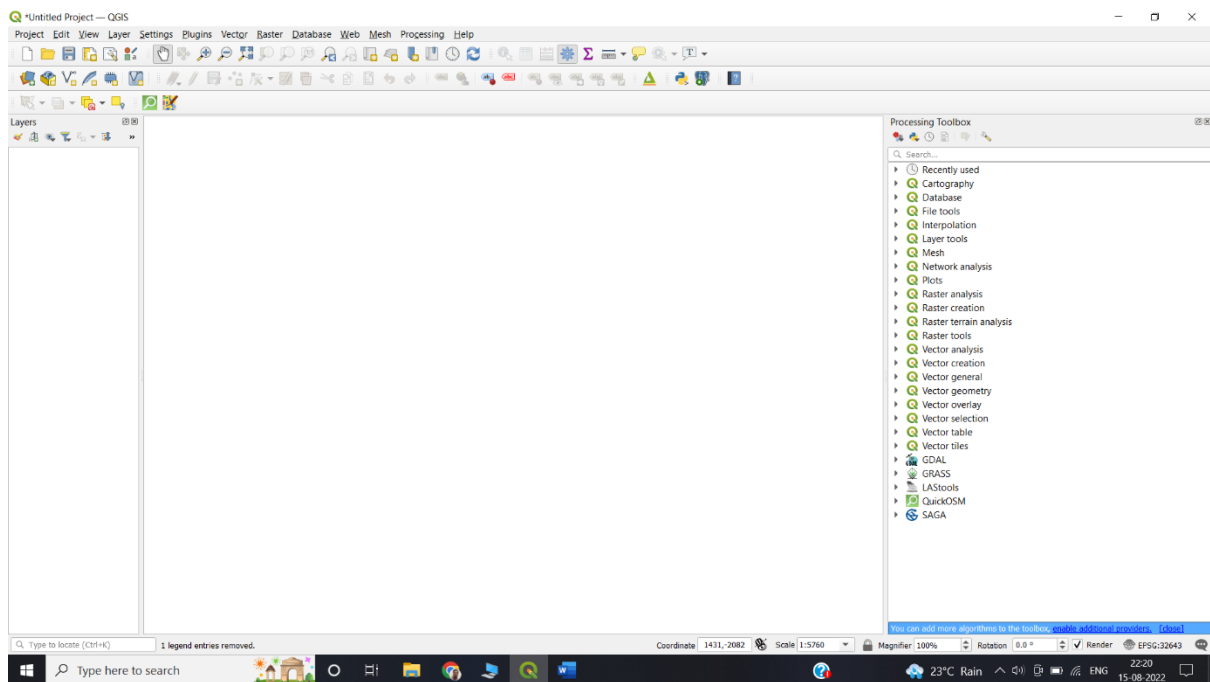 *Untitled Project — QGIS
Project Edit View Layer Settings Plugins Vector Raster Database Web Mesh Processing Help
Layers
Processing Toolbox
Search...
Recently used
Cartography
Database
File tools
Interpolation
Layer tools
Mesh
Network analysis
Plots
Raster analysis
Raster creation
Raster terrain analysis
Raster tools
Vector analysis
Vector creation
Vector general
Vector geometry
Vector overlay
Vector selection
Vector table
Vector tiles
GDAL
GRASS
LAStools
QuickOSM
SAGA
You can add more algorithms to the toolbox, enable additional providers. [close]
Type to locate (Ctrl+K) 1 legend entries removed. Coordinate 1431,-2082 Scale 1:5760 Magnifier 100% Rotation 0.0 ° Render EPSG:32643
Type here to search 23°C Rain ENG 22:20
15-08-2022